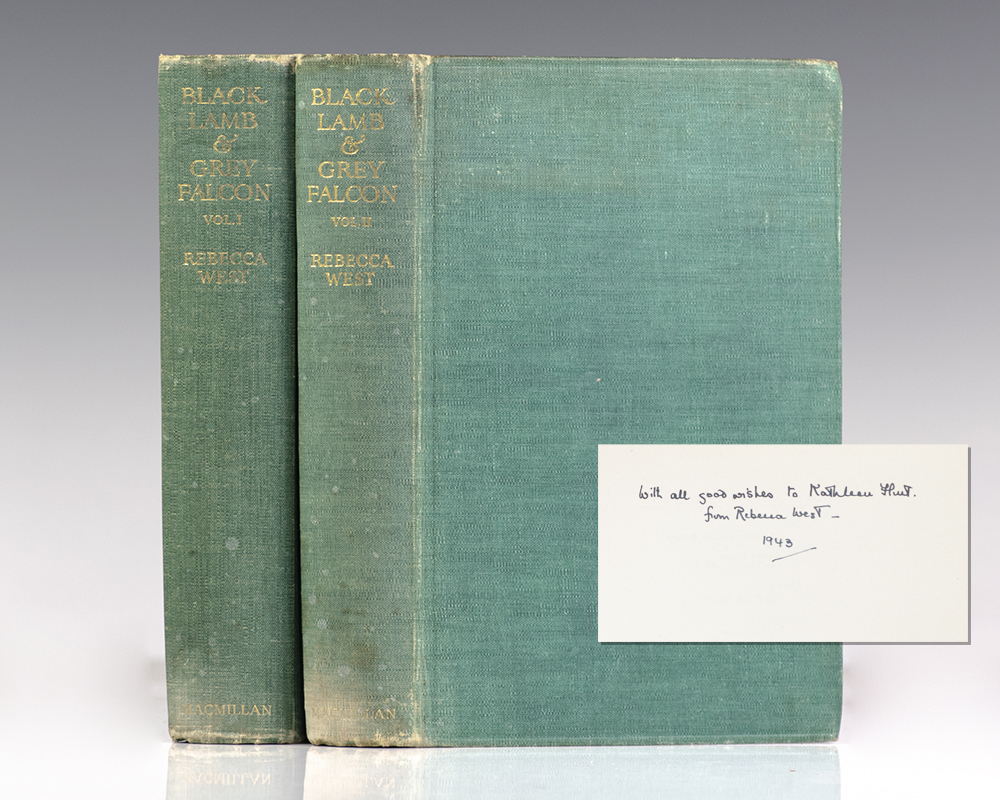 BLACK
LAMB
&
GREY
FALCON
VOL.I
REBECCA
WEST
MACMILLAN
BLACK
LAMB
&
GREY
FALCON
VOL.II
REBECCA
WEST
MACMILLAN
With all good wishes to Kathleen
from Rebecca West –
1943